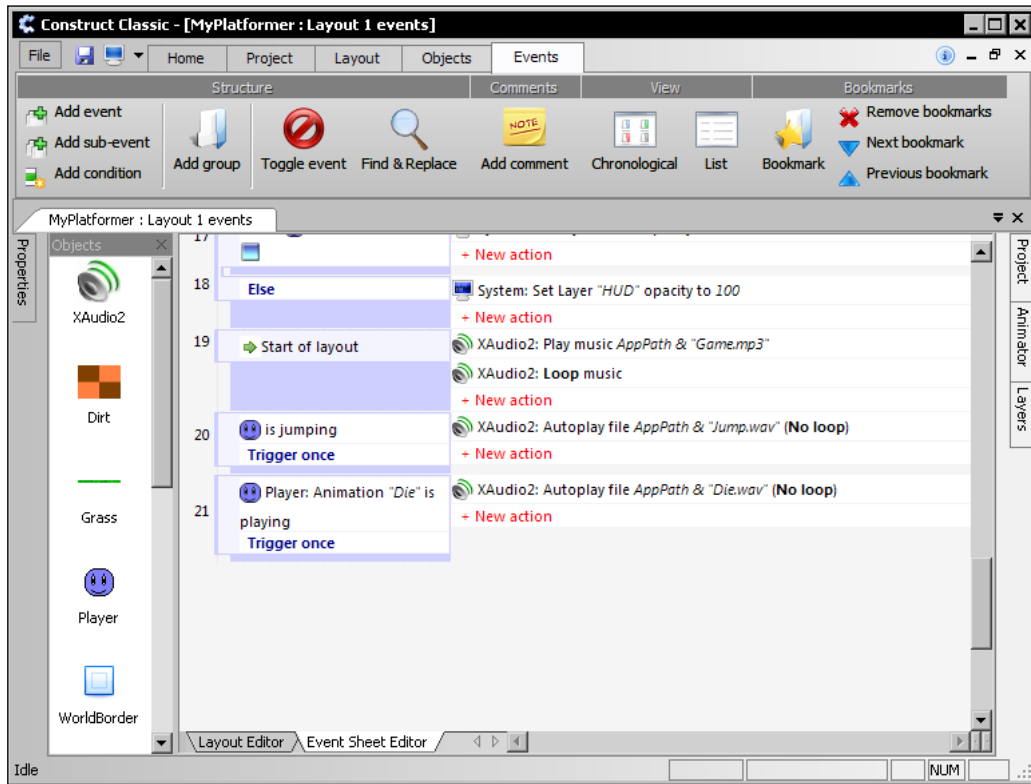 Construct Classic - [MyPlatformer : Layout 1 events]
File Home Project Layout Objects Events
Structure Comments View Bookmarks
Add event
Add sub-event
Add condition
Add group
Toggle event
Find & Replace
NOTE
Add comment
Chronological
List
Bookmark
Remove bookmarks
Next bookmark
Previous bookmark
MyPlatformer : Layout 1 events
Properties
Objects
XAudio2
Dirt
Grass
Player
WorldBorder
17
+ New action
18 Else System: Set Layer "HUD" opacity to 100
+ New action
19 Start of layout XAudio2: Play music AppPath & "Game.mp3"
XAudio2: Loop music
+ New action
20 is jumping XAudio2: Autoplay file AppPath & "Jump.wav" (No loop)
Trigger once + New action
21 Player: Animation "Die" is XAudio2: Autoplay file AppPath & "Die.wav" (No loop)
playing + New action
Trigger once
Project
Animator
Layers
Layout Editor Event Sheet Editor
Idle NUM